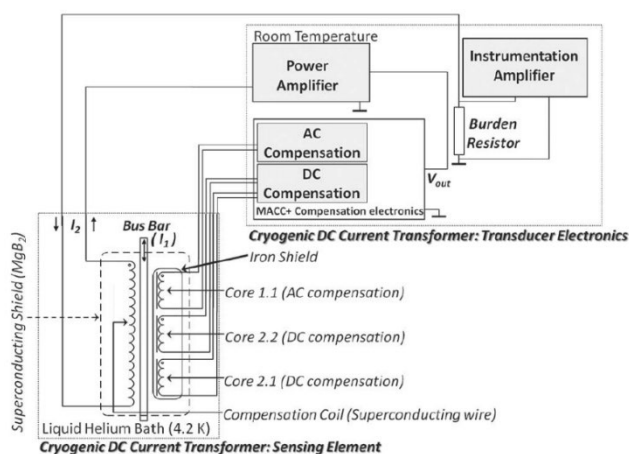 Room Temperature
Power
Amplifier
Instrumentation
Amplifier
AC
Compensation
DC
Compensation
MACC+ Compensation electronics
V_out
Burden
Resistor
Cryogenic DC Current Transformer: Transducer Electronics
I_2
Bus Bar
(I_1)
Iron Shield
Core 1.1 (AC compensation)
Core 2.2 (DC compensation)
Core 2.1 (DC compensation)
Compensation Coil (Superconducting wire)
Superconducting Shield (MgB_2)
Liquid Helium Bath (4.2 K)
Cryogenic DC Current Transformer: Sensing Element